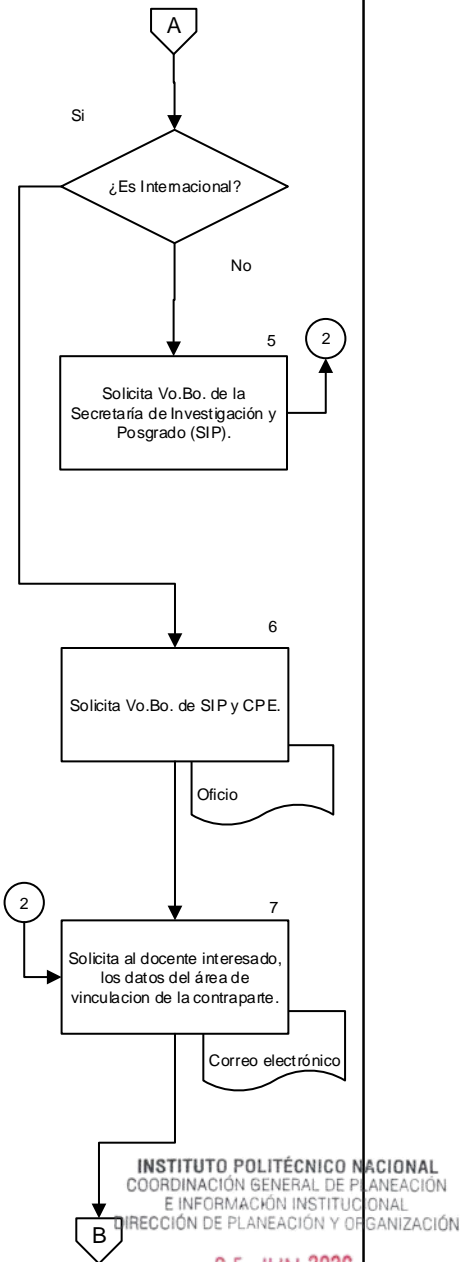 A
Si
¿Es Internacional?
No
5
2
Solicita Vo.Bo. de la
Secretaría de Investigación y
Posgrado (SIP).
6
Solicita Vo.Bo. de SIP y CPE.
Oficio
2
7
Solicita al docente interesado,
los datos del área de
vinculacion de la contraparte.
Correo electrónico
INSTITUTO POLITÉCNICO NACIONAL
COORDINACIÓN GENERAL DE PLANEACIÓN
E INFORMACIÓN INSTITUCIONAL
DIRECCIÓN DE PLANEACIÓN Y ORGANIZACIÓN
B